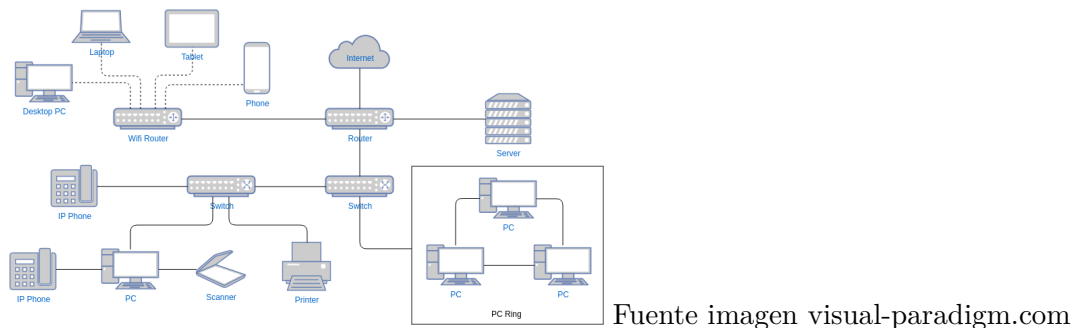 Laptop
Tablet
Internet
Desktop PC
Phone
Wifi Router
Router
Server
IP Phone
Switch
Switch
PC
IP Phone
PC
Scanner
Printer
PC
PC
PC Ring
Fuente imagen visual-paradigm.com